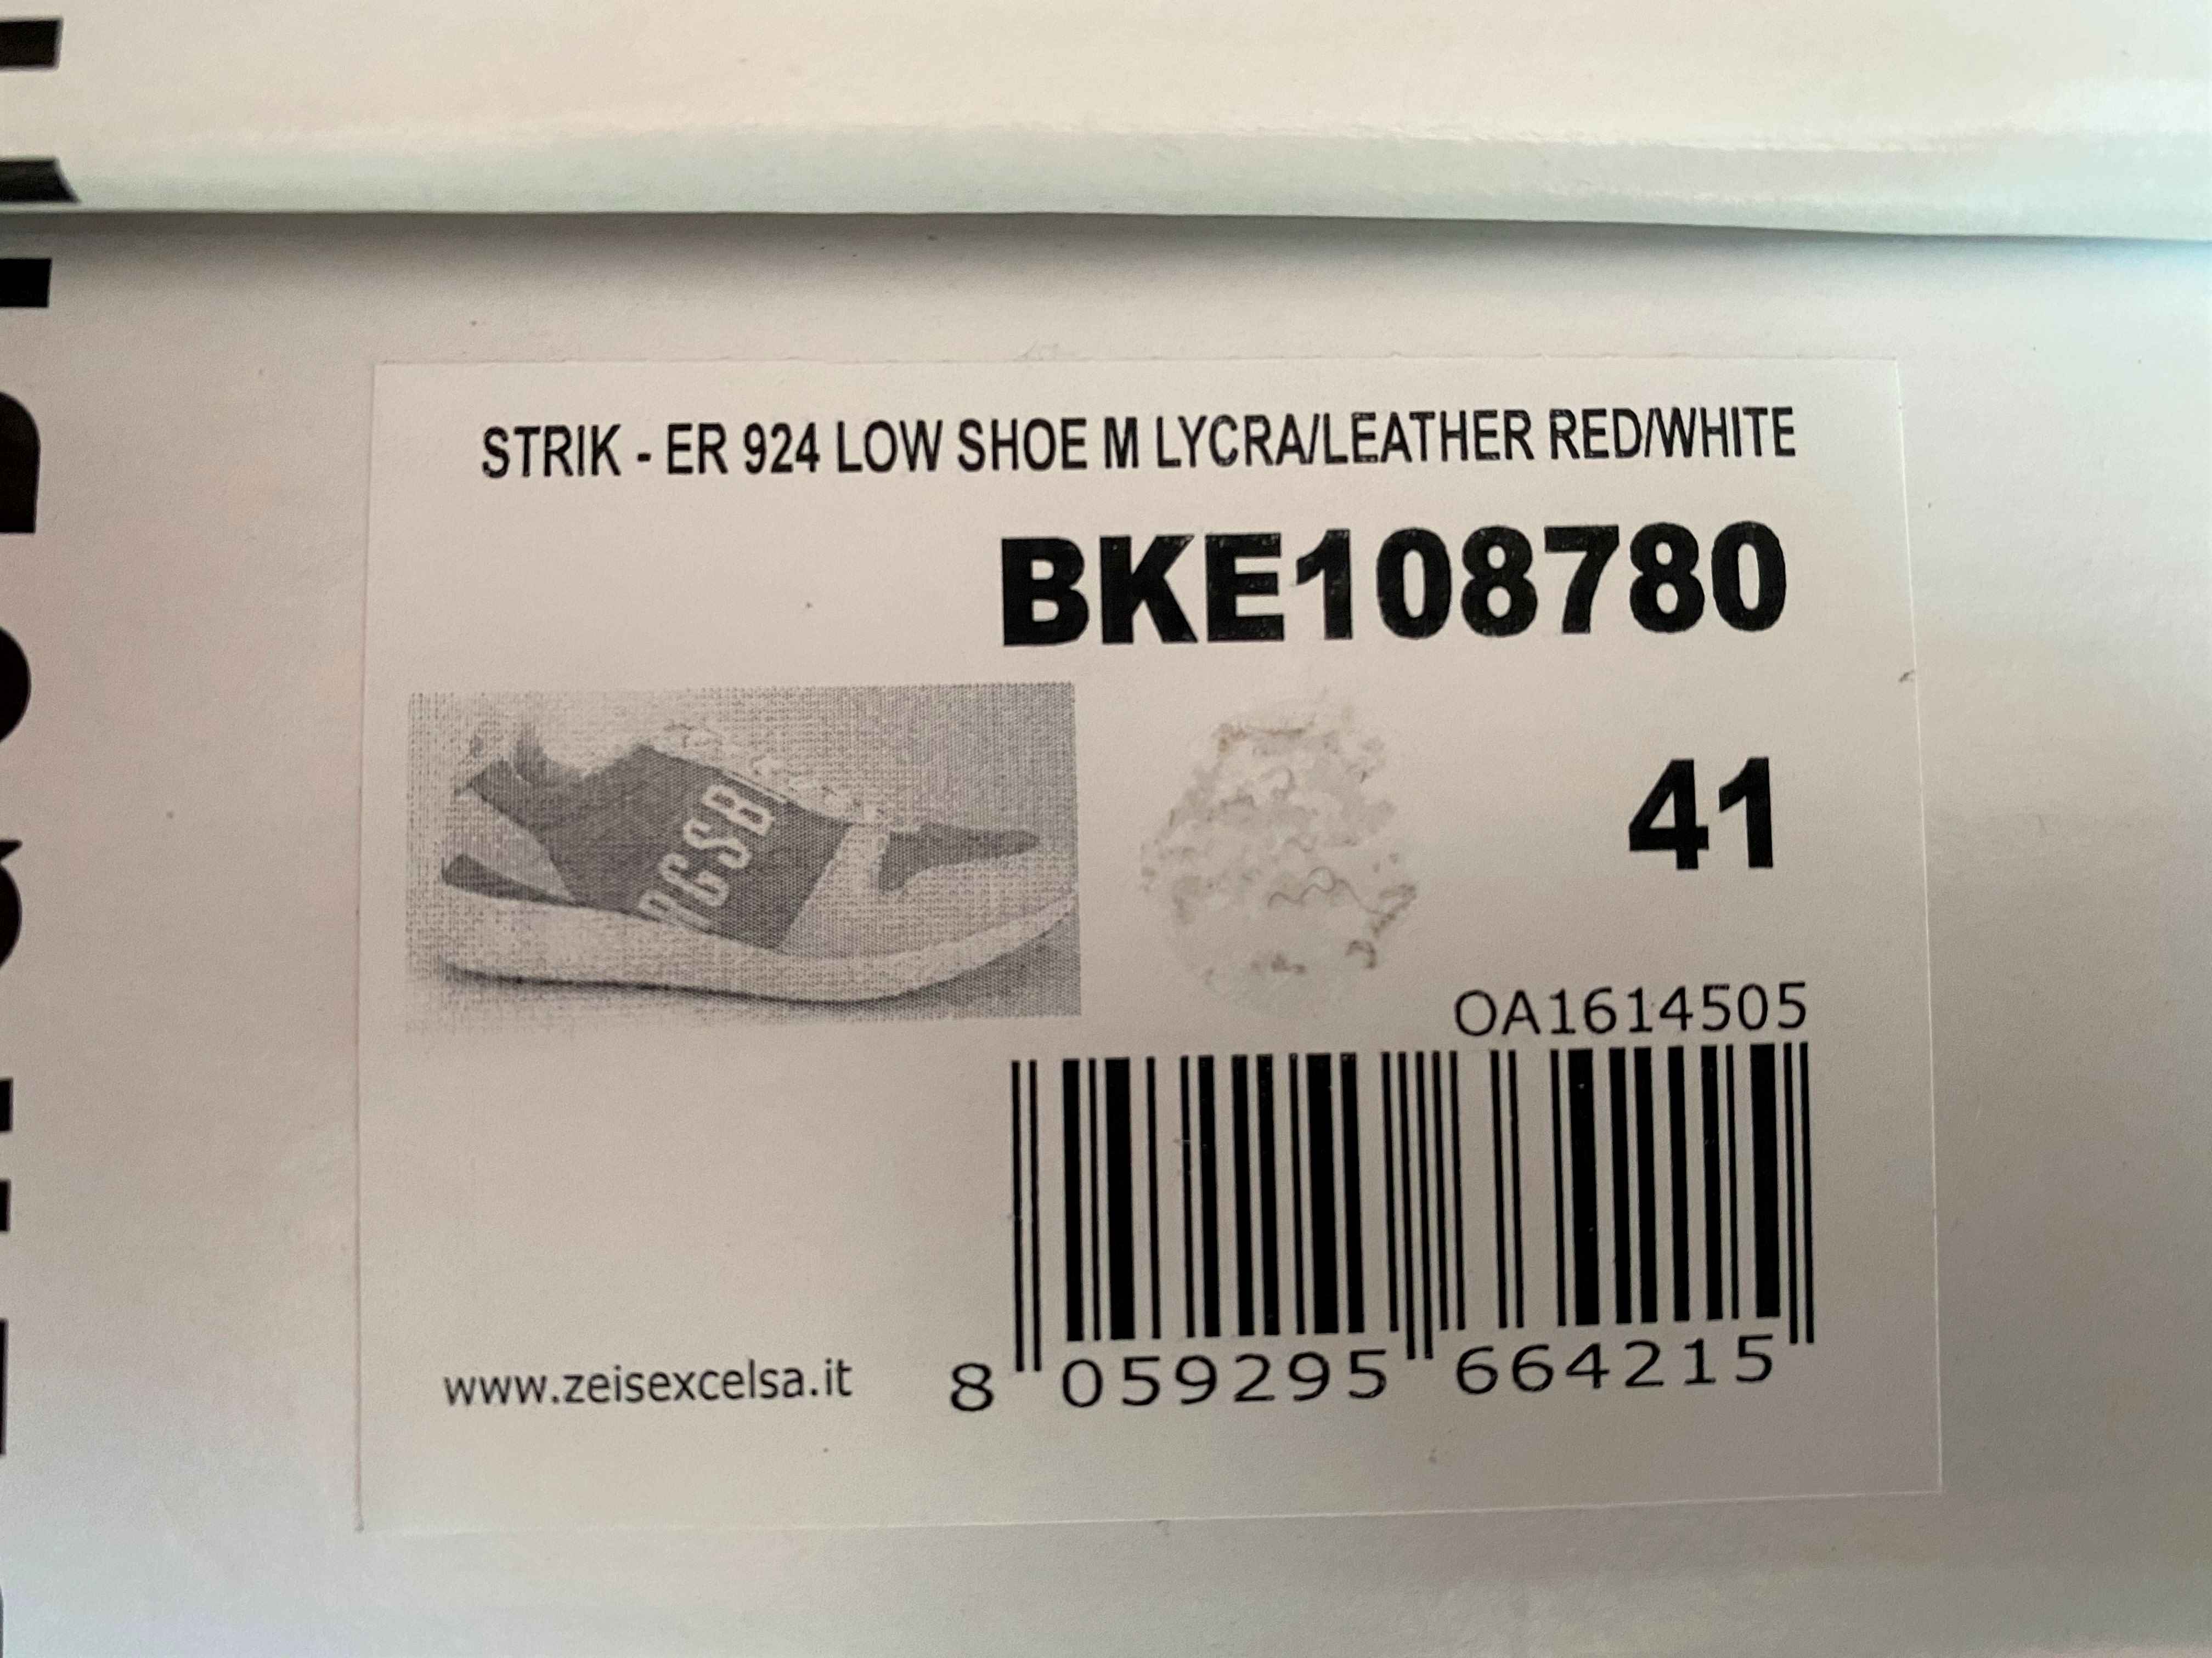 STRIK - ER 924 LOW SHOE M LYCRA/LEATHER RED/WHITE
BKE108780
41
OA1614505
www.zeisexcelsa.it
8 059295 664215